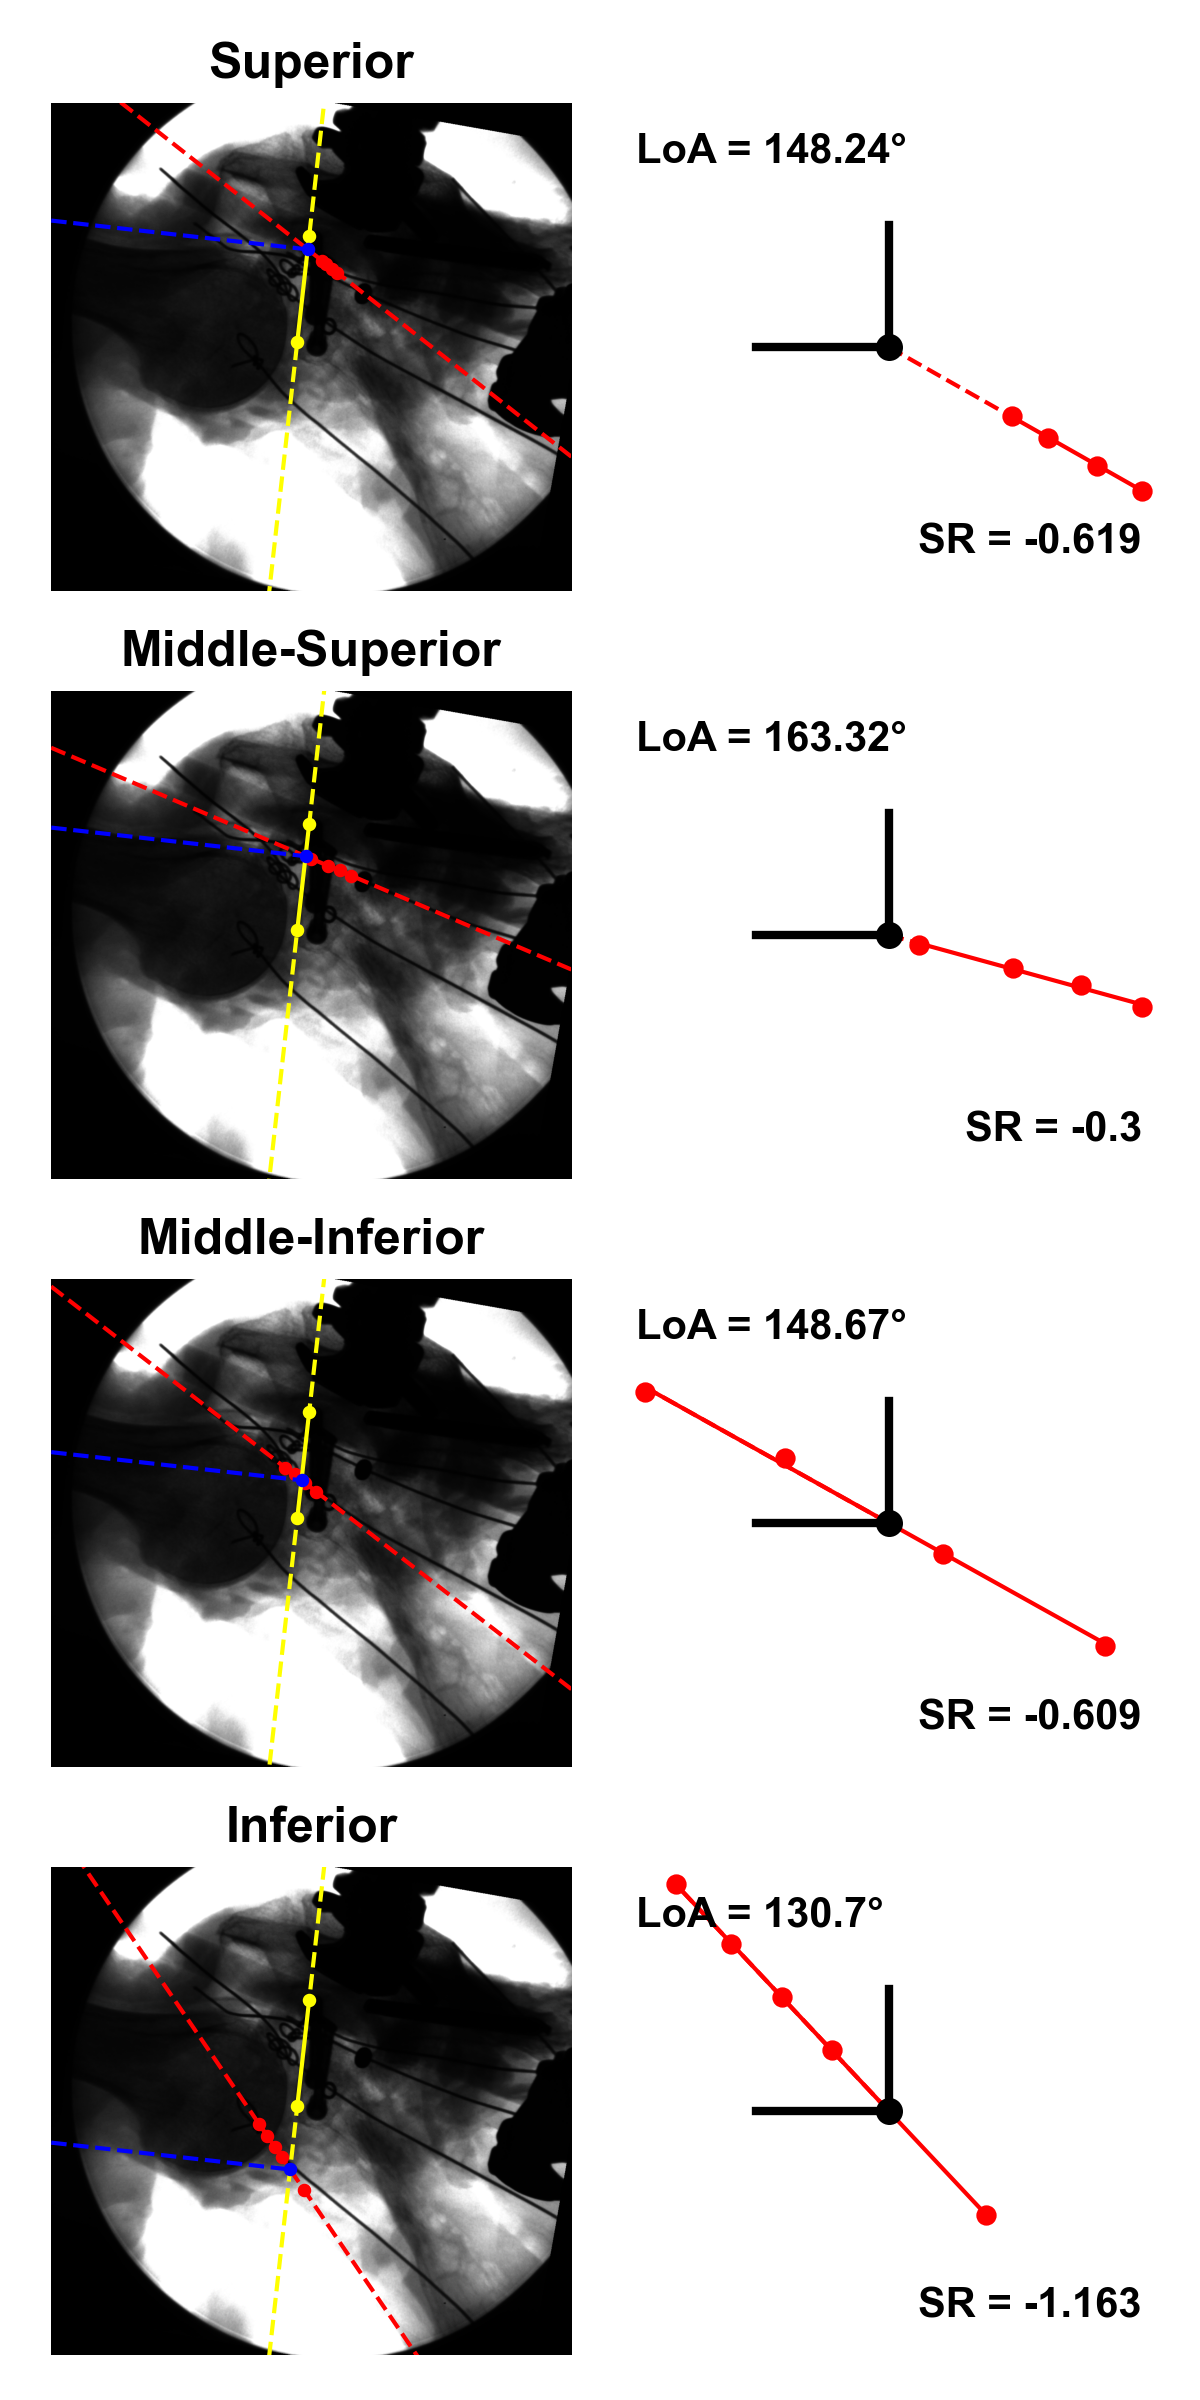 Superior
LoA = 148.24°
SR = -0.619
Middle-Superior
LoA = 163.32°
SR = -0.3
Middle-Inferior
LoA = 148.67°
SR = -0.609
Inferior
LoA = 130.7°
SR = -1.163